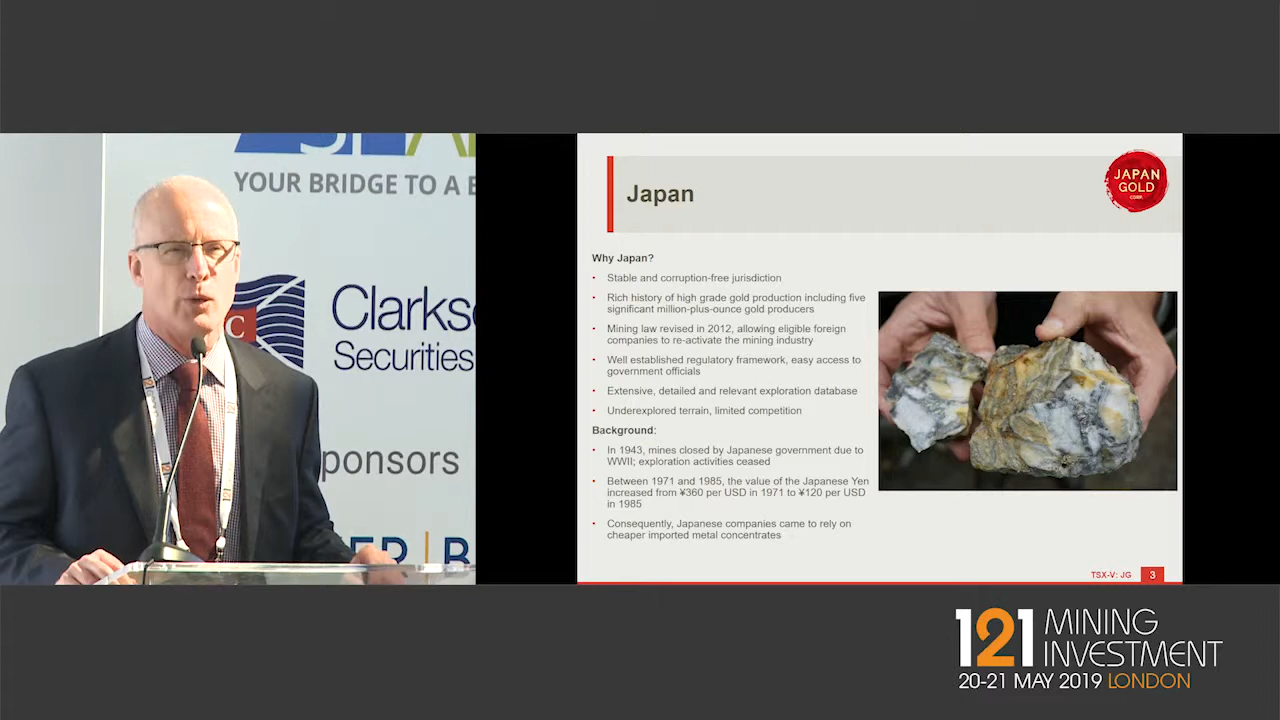 YOUR BRIDGE TO A
C
Securities
ponsors
Japan
JAPAN
GOLD
CORP.
Why Japan?
• Stable and corruption-free jurisdiction
• Rich history of high grade gold production including five
significant million-plus-ounce gold producers
• Mining law revised in 2012, allowing eligible foreign
companies to re-activate the mining industry
• Well established regulatory framework, easy access to
government officials
• Extensive, detailed and relevant exploration database
• Underexplored terrain, limited competition
Background:
• In 1943, mines closed by Japanese government due to
WWII; exploration activities ceased
• Between 1971 and 1985, the value of the Japanese Yen
increased from ¥360 per USD in 1971 to ¥120 per USD
in 1985
• Consequently, Japanese companies came to rely on
cheaper imported metal concentrates
TSX-V: JG 3
121 MINING
INVESTMENT
20-21 MAY 2019 LONDON